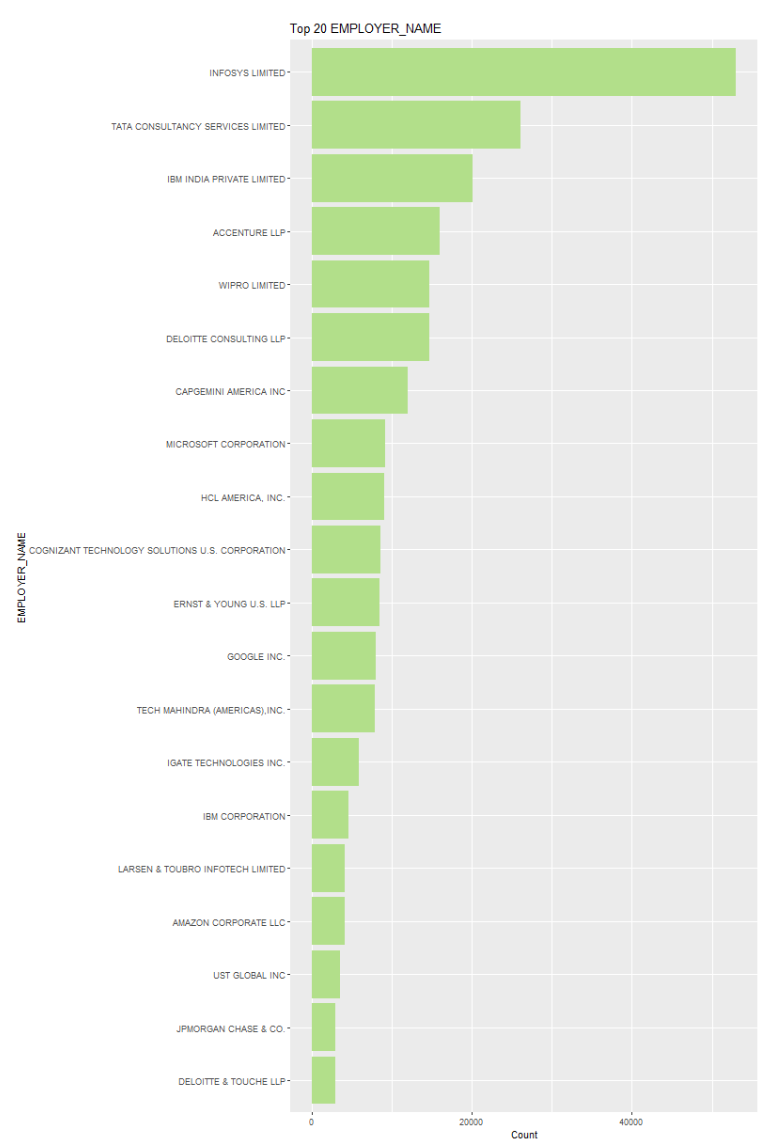 Top 20 EMPLOYER_NAME
INFOSYS LIMITED
TATA CONSULTANCY SERVICES LIMITED
IBM INDIA PRIVATE LIMITED
ACCENTURE LLP
WIPRO LIMITED
DELOITTE CONSULTING LLP
CAPGEMINI AMERICA INC
MICROSOFT CORPORATION
HCL AMERICA, INC.
COGNIZANT TECHNOLOGY SOLUTIONS U.S. CORPORATION
ERNST & YOUNG U.S. LLP
GOOGLE INC.
TECH MAHINDRA (AMERICAS),INC.
IGATE TECHNOLOGIES INC.
IBM CORPORATION
LARSEN & TOUBRO INFOTECH LIMITED
AMAZON CORPORATE LLC
UST GLOBAL INC
JPMORGAN CHASE & CO.
DELOITTE & TOUCHE LLP
EMPLOYER_NAME
0 20000 40000
Count